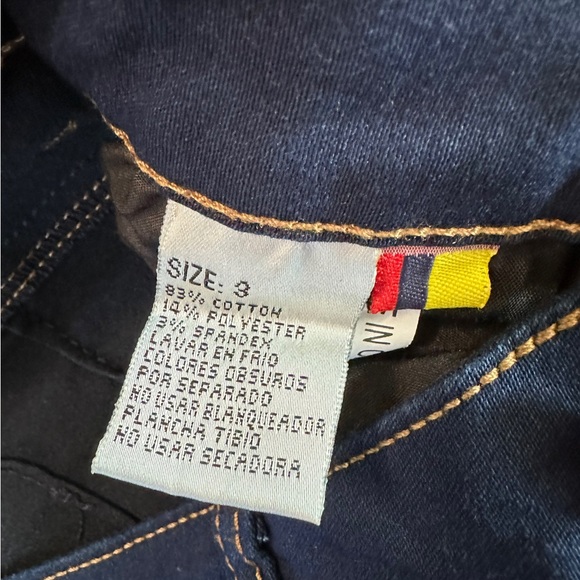 SIZE: 3
83% COTTON
14% POLYESTER
3% SPANDEX
LAVAR EN FRIO
COLORES OBSUROS
POR SEPARADO
NO USAR BLANQUEADOR
PLANCHA TIBIO
NO USAR SECADORA